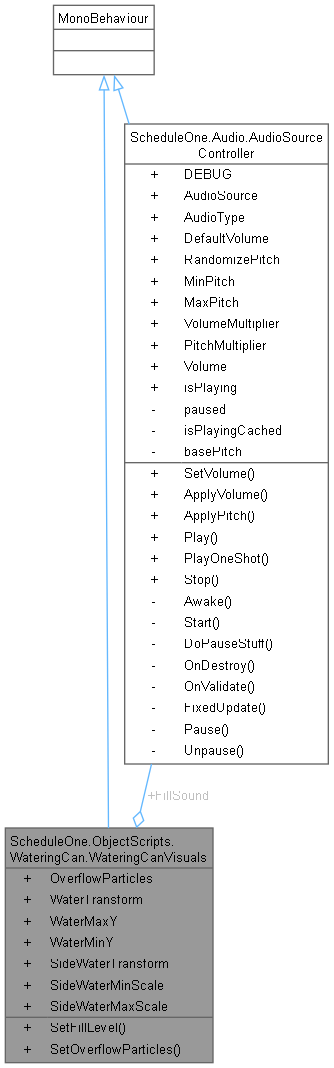 MonoBehaviour
ScheduleOne.Audio.AudioSource
Controller
+ DEBUG
+ AudioSource
+ AudioType
+ DefaultVolume
+ RandomizePitch
+ MinPitch
+ MaxPitch
+ VolumeMultiplier
+ PitchMultiplier
+ Volume
+ isPlaying
- paused
- isPlayingCached
- basePitch
+ SetVolume()
+ ApplyVolume()
+ ApplyPitch()
+ Play()
+ PlayOneShot()
+ Stop()
- Awake()
- Start()
- DoPauseStuff()
- OnDestroy()
- OnValidate()
- FixedUpdate()
- Pause()
- Unpause()
+FillSound
ScheduleOne.ObjectScripts.
WateringCan.WateringCanVisuals
+ OverflowParticles
+ WaterTransform
+ WaterMaxY
+ WaterMinY
+ SideWaterTransform
+ SideWaterMinScale
+ SideWaterMaxScale
+ SetFillLevel()
+ SetOverflowParticles()